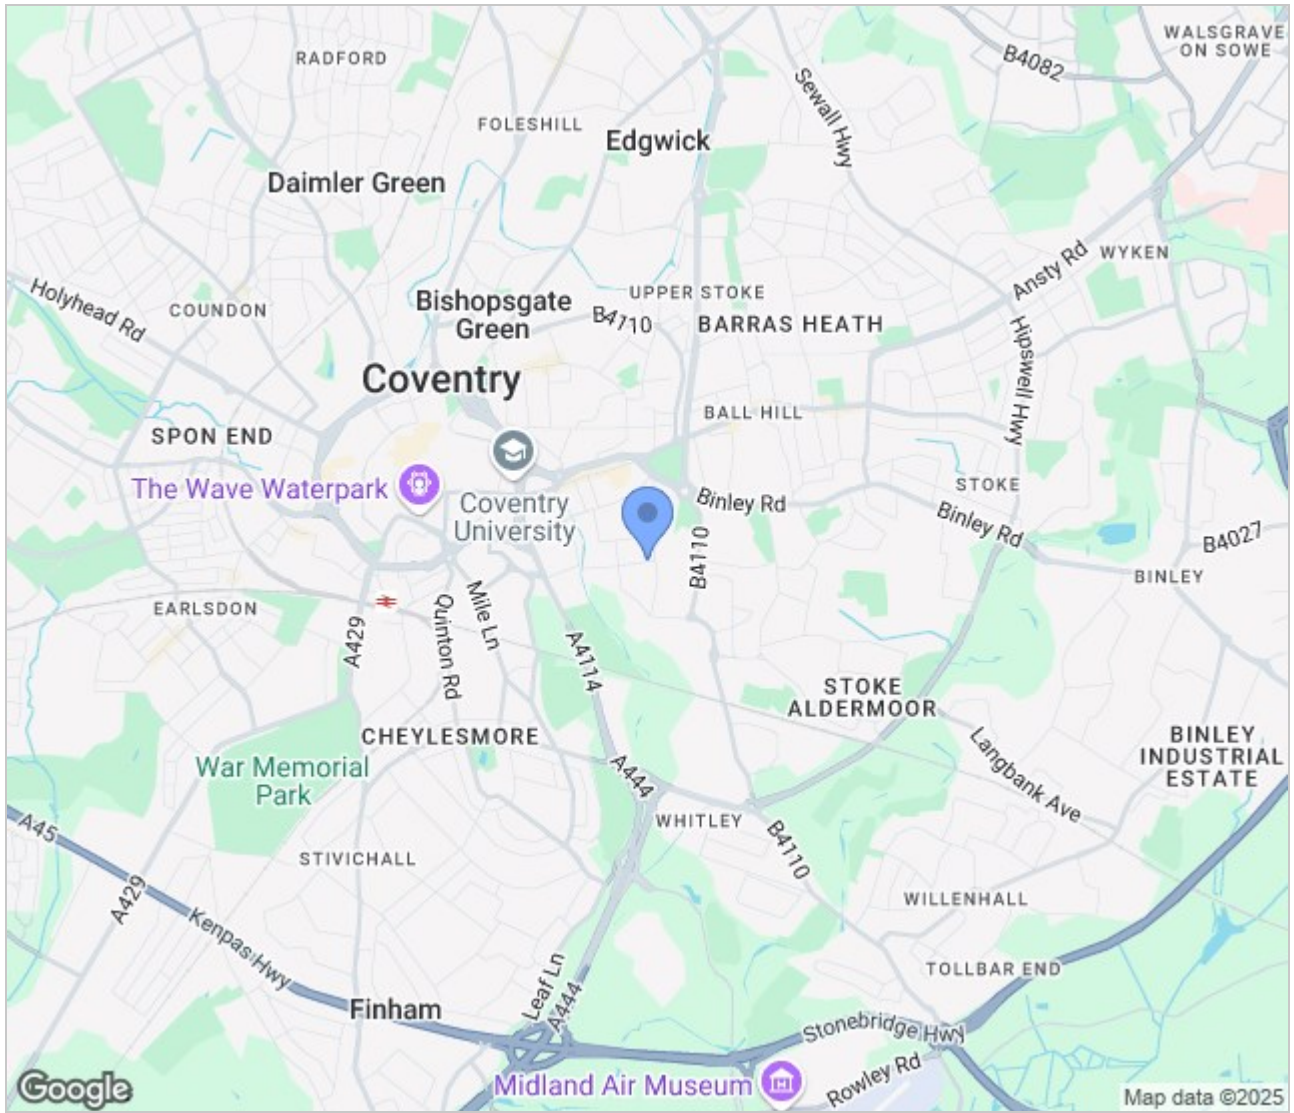 WALSGRAVE
ON SOWE
RADFORD
B4082
Sewall Hwy
FOLESHILL
Edgwick
Daimler Green
WYKEN
Ansty Rd
Holyhead Rd
COUNDON
Bishopsgate
Green
B4710
UPPER STOKE
BARRAS HEATH
Hipswell Hwy
Coventry
BALL HILL
SPON END
The Wave Waterpark
Coventry
University
Binley Rd
STOKE
Binley Rd
B4027
B4110
BINLEY
EARLSDON
A429
Quinton Rd
Mile Ln
A4114
STOKE
ALDERMOOR
CHEYLESMORE
War Memorial
Park
A444
Langbank Ave
BINLEY
INDUSTRIAL
ESTATE
WHITLEY
B4110
A45
STIVICHALL
A429
WILLENHALL
Kenpas Hwy
TOLLBAR END
Leaf Ln
A444
Finham
Stonebridge Hwy
Midland Air Museum
Rowley Rd
Google
Map data ©2025